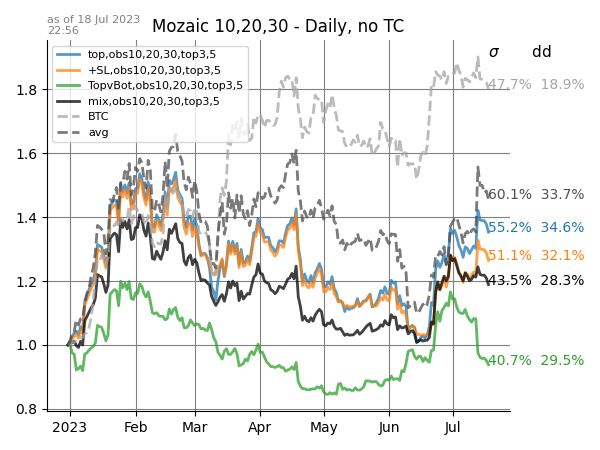 as of 18 Jul 2023
22:56
Mozaic 10,20,30 - Daily, no TC
σ dd
top,obs10,20,30,top3,5
+SL,obs10,20,30,top3,5
TopvBot,obs10,20,30,top3,5
mix,obs10,20,30,top3,5
BTC
avg
1.8
1.6
1.4
1.2
1.0
0.8
47.7% 18.9%
60.1% 33.7%
55.2% 34.6%
51.1% 32.1%
43.5% 28.3%
40.7% 29.5%
2023 Feb Mar Apr May Jun Jul